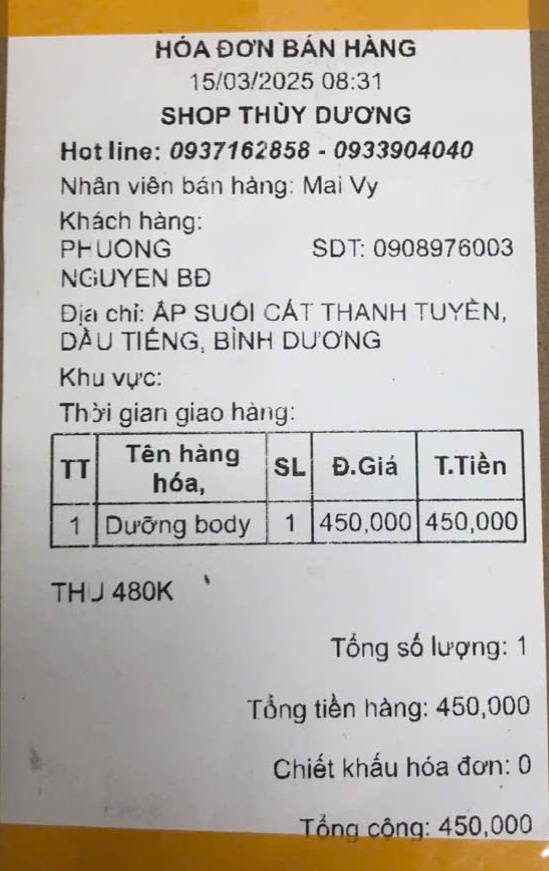 HÓA ĐƠN BÁN HÀNG
15/03/2025 08:31
SHOP THÙY DƯƠNG
Hot line: 0937162858 - 0933904040
Nhân viên bán hàng: Mai Vy
Khách hàng:
PHUONG SDT: 0908976003
NGUYEN BĐ
Địa chỉ: ẤP SUỐI CÁT THANH TUYỀN,
DẦU TIẾNG, BÌNH DƯƠNG
Khu vực:
Thời gian giao hàng:
TT Tên hàng hóa, SL Đ.Giá T.Tiền
1 Dưỡng body 1 450,000 450,000
THU 480K
Tổng số lượng: 1
Tổng tiền hàng: 450,000
Chiết khấu hóa đơn: 0
Tổng cộng: 450,000